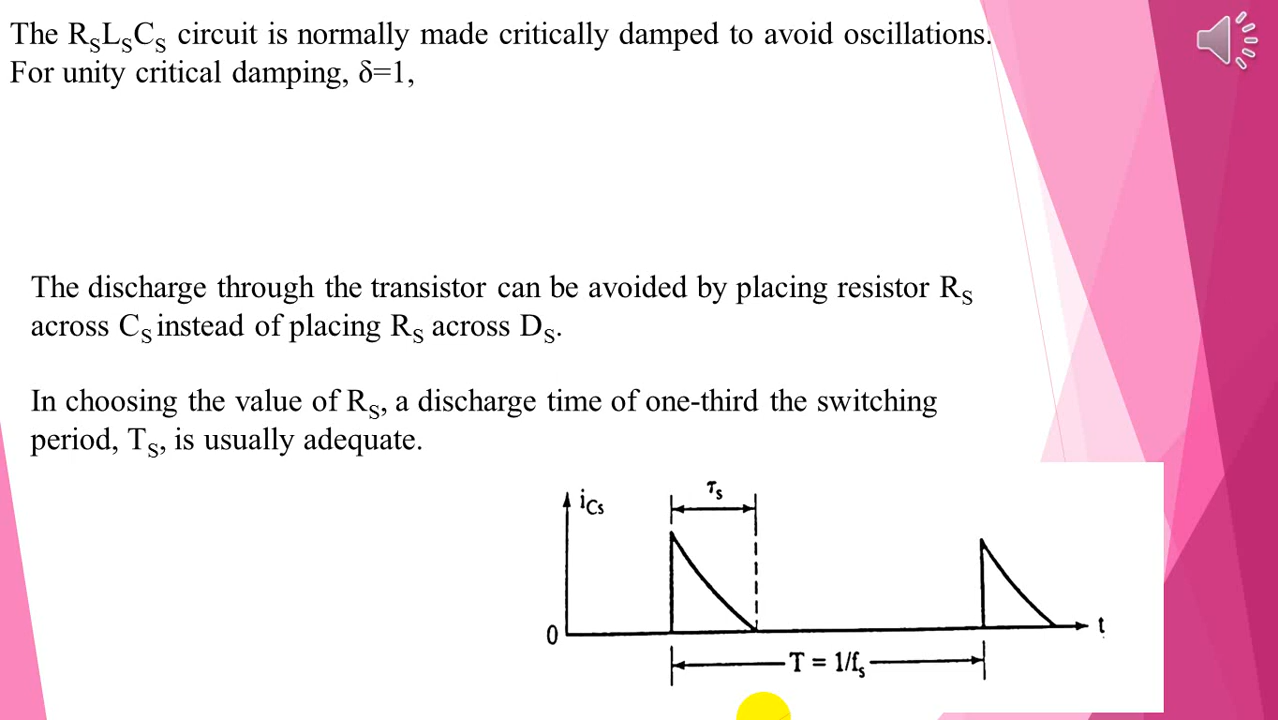 The RₛLₛCₛ circuit is normally made critically damped to avoid oscillations.
For unity critical damping, δ=1,
The discharge through the transistor can be avoided by placing resistor Rₛ
across Cₛ instead of placing Rₛ across Dₛ.
In choosing the value of Rₛ, a discharge time of one-third the switching
period, Tₛ, is usually adequate.
iCs
τₛ
0
t
T = 1/fₛ